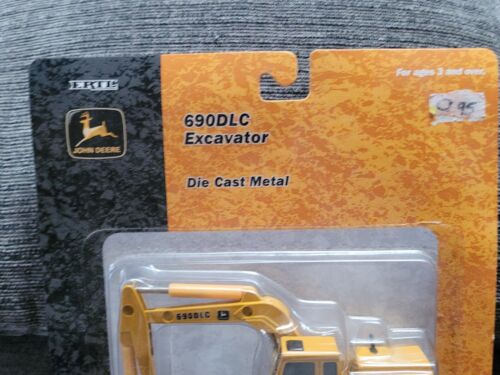 ERTL
For ages 3 and over.
690DLC
Excavator
JOHN DEERE
Die Cast Metal
690DLC